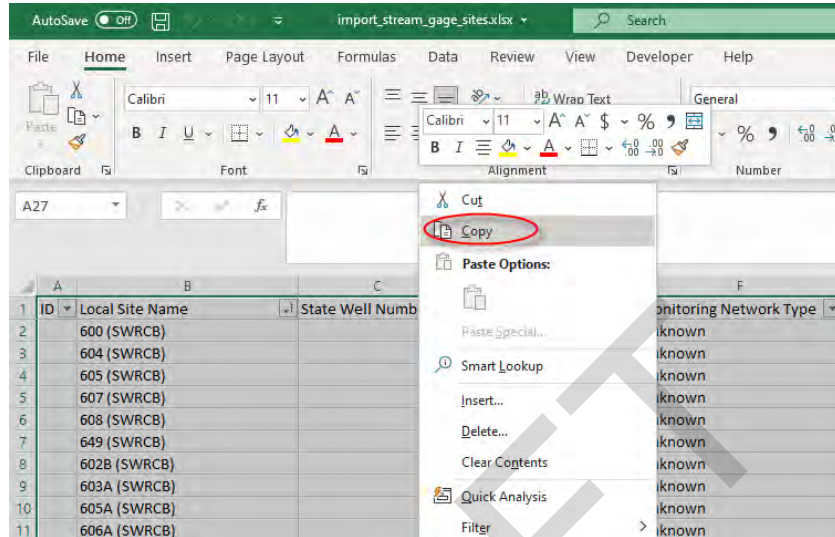 AutoSave Off import_stream_gage_sites.xlsx Search
File Home Insert Page Layout Formulas Data Review View Developer Help
Paste Calibri 11 A A ab Wrap Text General
Calibri 11 A A $ % 9
B I U A B I A % 9 .00
Clipboard Font Alignment Number
A27 fx
Cut
Copy
Paste Options:
Paste Special...
Smart Lookup
Insert...
Delete...
Clear Contents
Quick Analysis
Filter
A B C F
1 ID Local Site Name State Well Numb onitoring Network Type
2 600 (SWRCB) known
3 604 (SWRCB) known
4 605 (SWRCB) known
5 607 (SWRCB) known
6 608 (SWRCB) known
7 649 (SWRCB) known
8 602B (SWRCB) known
9 603A (SWRCB) known
10 605A (SWRCB) known
11 606A (SWRCB) known